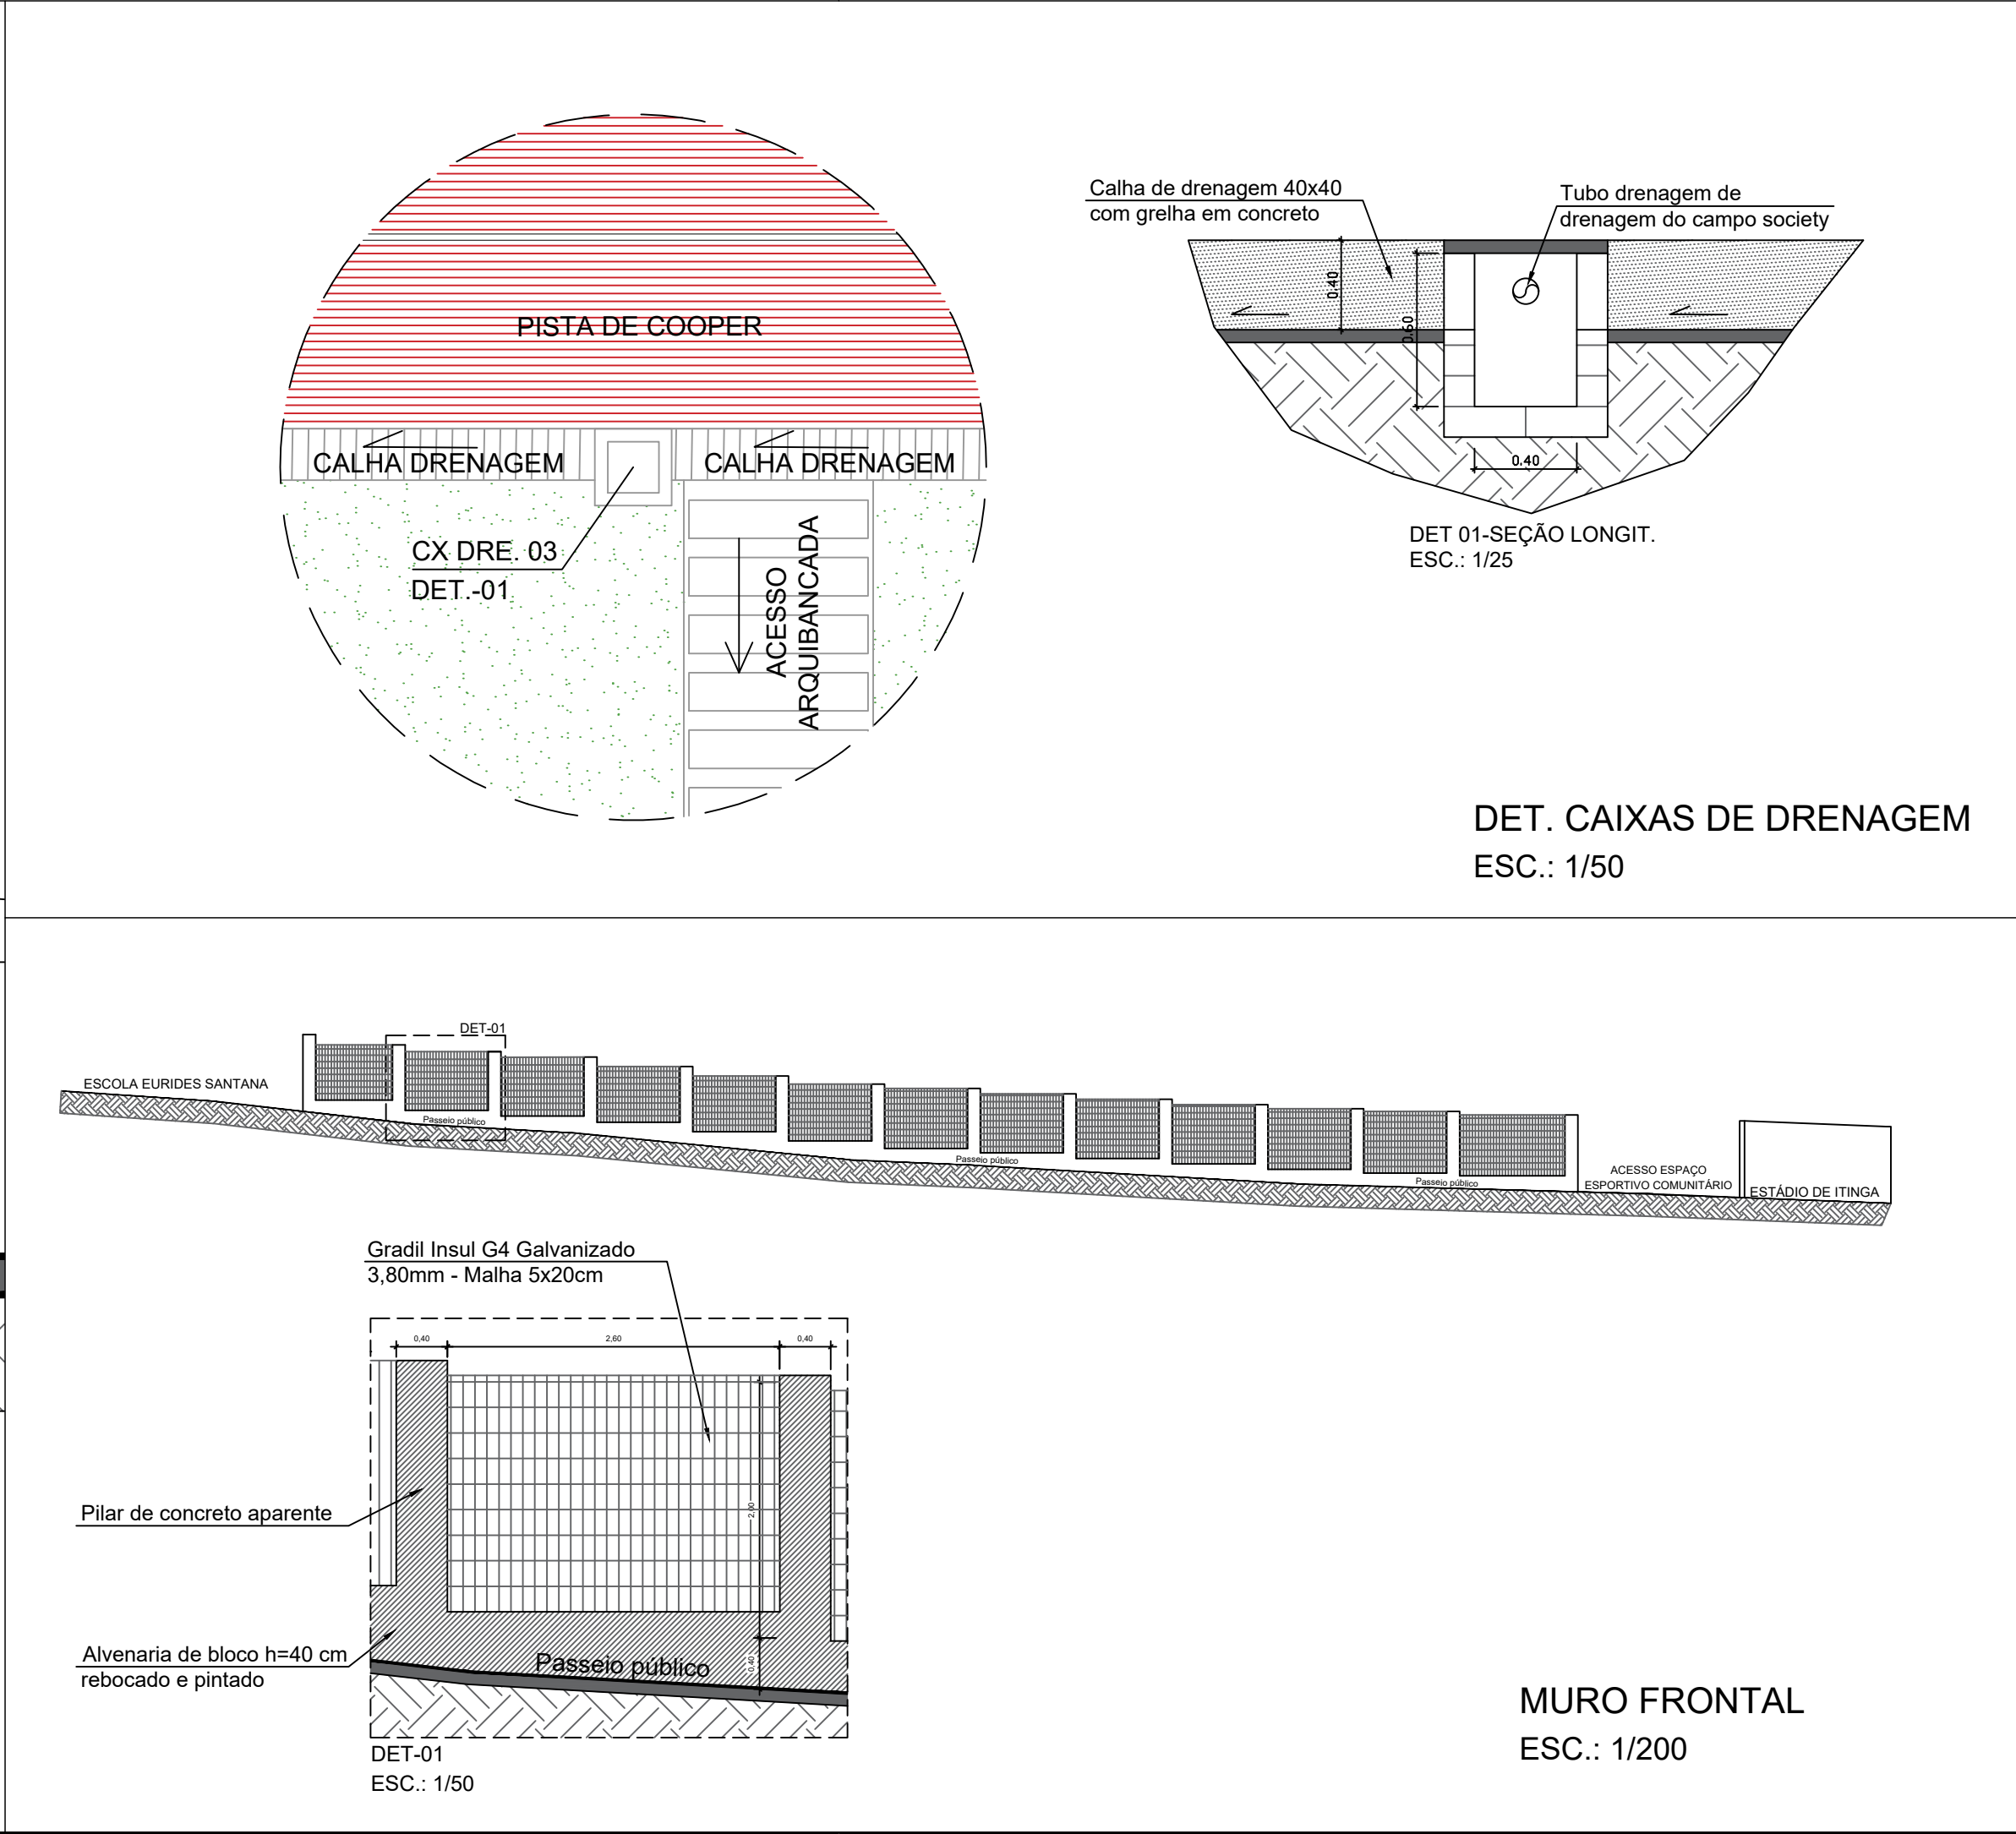 PISTA DE COOPER
CALHA DRENAGEM
CALHA DRENAGEM
CX DRE. 03
DET.-01
ACESSO
ARQUIBANCADA
Calha de drenagem 40x40
com grelha em concreto
Tubo drenagem de
drenagem do campo society
0.40
0.60
0.40
DET 01-SEÇÃO LONGIT.
ESC.: 1/25
DET. CAIXAS DE DRENAGEM
ESC.: 1/50
DET-01
ESCOLA EURIDES SANTANA
Passeio público
Passeio público
Passeio público
ACESSO ESPAÇO
ESPORTIVO COMUNITÁRIO
ESTÁDIO DE ITINGA
Gradil Insul G4 Galvanizado
3,80mm - Malha 5x20cm
0,40
2,60
0,40
2,00
Pilar de concreto aparente
Alvenaria de bloco h=40 cm
rebocado e pintado
Passeio público
0,40
DET-01
ESC.: 1/50
MURO FRONTAL
ESC.: 1/200